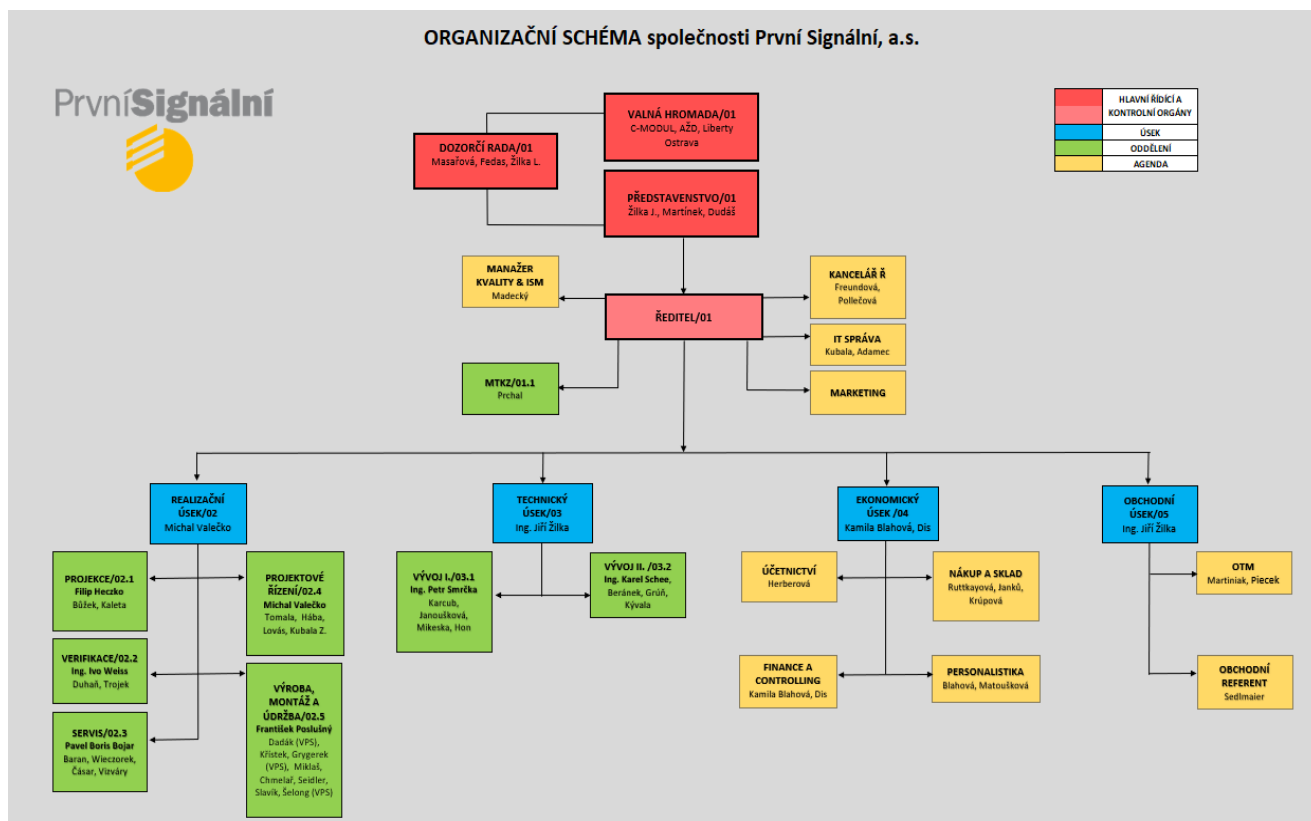 ORGANIZAČNÍ SCHÉMA společnosti První Signální, a.s.
PrvníSignální
HLAVNÍ ŘÍDÍCÍ A
KONTROLNÍ ORGÁNY
ÚSEK
ODDĚLENÍ
AGENDA
VALNÁ HROMADA/01
C-MODUL, AŽD, Liberty
Ostrava
DOZORČÍ RADA/01
Masařová, Fedas, Žilka L.
PŘEDSTAVENSTVO/01
Žilka J., Martínek, Dudáš
MANAŽER
KVALITY & ISM
Madecký
KANCELÁŘ Ř
Freundová,
Pollečová
ŘEDITEL/01
IT SPRÁVA
Kubala, Adamec
MTKZ/01.1
Prchal
MARKETING
REALIZAČNÍ
ÚSEK/02
Michal Valečko
TECHNICKÝ
ÚSEK/03
Ing. Jiří Žilka
EKONOMICKÝ
ÚSEK /04
Kamila Blahová, Dis
OBCHODNÍ
ÚSEK/05
Ing. Jiří Žilka
PROJEKCE/02.1
Filip Heczko
Bůžek, Kaleta
PROJEKTOVÉ
ŘÍZENÍ/02.4
Michal Valečko
Tomala, Hába,
Lovás, Kubala Z.
VERIFIKACE/02.2
Ing. Ivo Weiss
Duhaň, Trojek
VÝROBA,
MONTÁŽ A
ÚDRŽBA/02.5
František Poslušný
Dadák (VPS),
Křístek, Grygerek
(VPS), Miklaš,
Chmelař, Seidler,
Slavík, Šelong (VPS)
SERVIS/02.3
Pavel Boris Bojar
Baran, Wieczorek,
Čásar, Vizváry
VÝVOJ I./03.1
Ing. Petr Smrčka
Karcub,
Janoušková,
Mikeska, Hon
VÝVOJ II. /03.2
Ing. Karel Schee,
Beránek, Grúň,
Kývala
ÚČETNICTVÍ
Herberová
NÁKUP A SKLAD
Ruttkayová, Janků,
Krúpová
FINANCE A
CONTROLLING
Kamila Blahová, Dis
PERSONALISTIKA
Blahová, Matoušková
OTM
Martiniak, Piecek
OBCHODNÍ
REFERENT
Sedlmaier